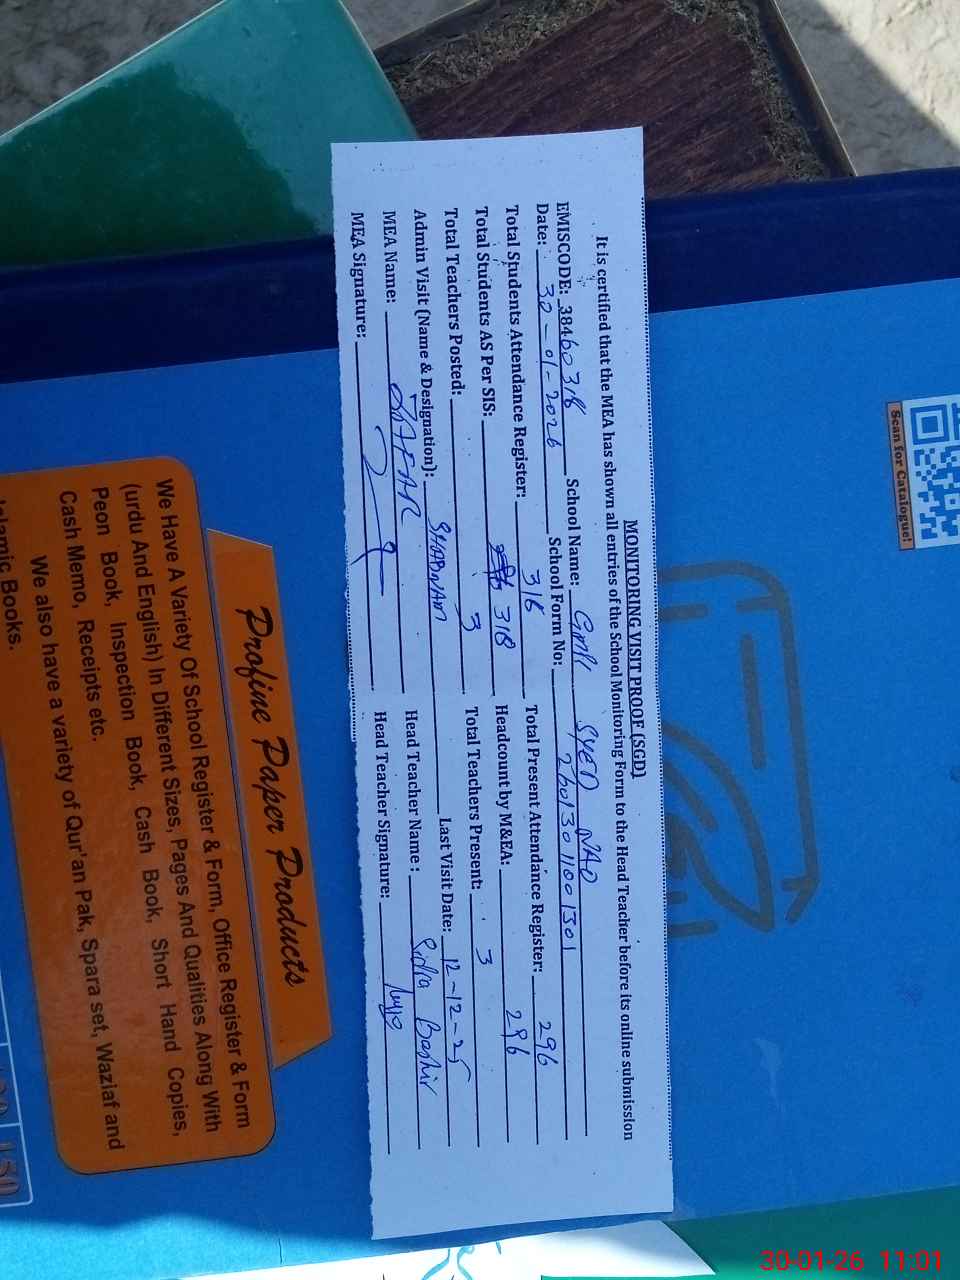 MONITORING VISIT PROOF (SGD)
It is certified that the MEA has shown all entries of the School Monitoring Form to the Head Teacher before its online submission
EMISCODE: 38460318 School Name: GMPS SYED NAO
Date: 30-01-2026 School Form No: 26013011001301
Total Students Attendance Register: 316 Total Present Attendance Register: 296
Total Students AS Per SIS: 318 Headcount by M&EA: 296
Total Teachers Posted: 3 Total Teachers Present: 3
Admin Visit (Name & Designation): SHABNAM Last Visit Date: 12-12-25
MEA Name: ZAFAR Head Teacher Name: Sidra Bashir
MEA Signature: Head Teacher Signature:
Scan for Catalogue!
Profine Paper Products
We Have A Variety Of School Register & Form, Office Register & Form
(urdu And English) In Different Sizes, Pages And Qualities Along With
Peon Book, Inspection Book, Cash Book, Short Hand Copies,
Cash Memo, Receipts etc.
We also have a variety of Qur'an Pak, Spara set, Waziaf and
Books.
150
30-01-26 11:01